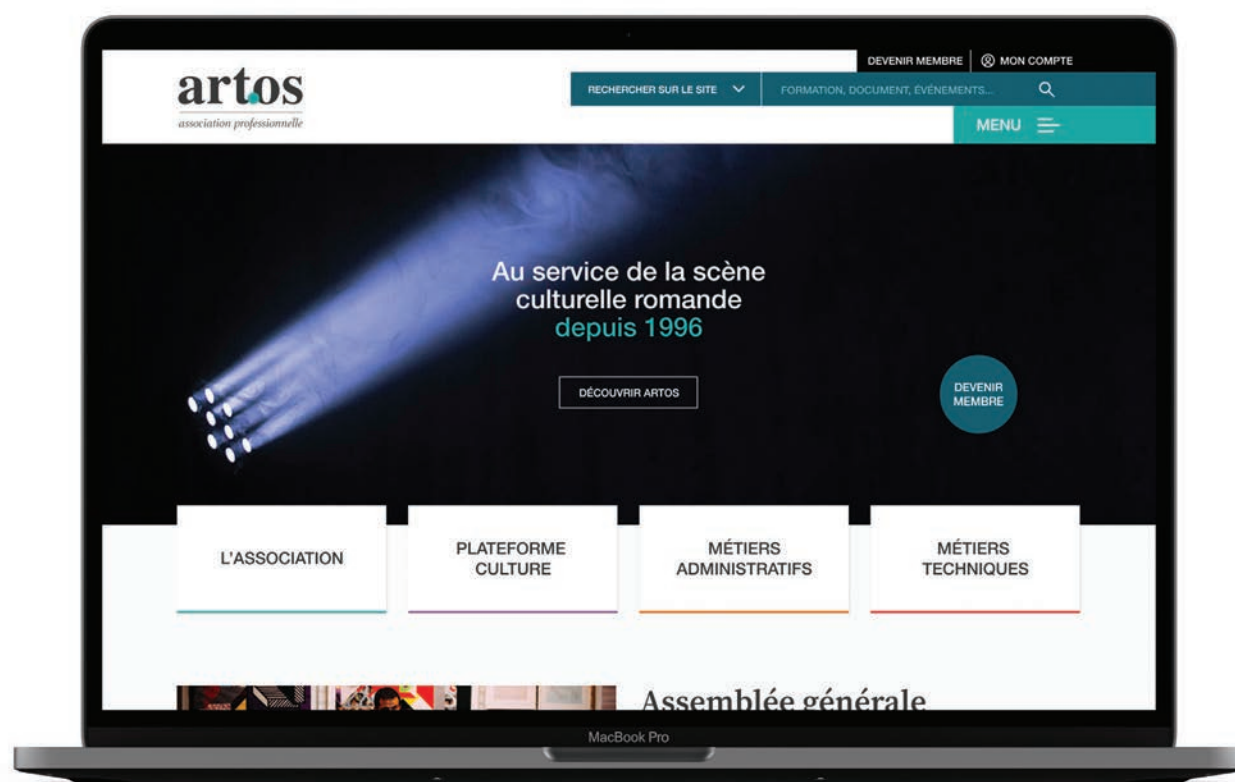 DEVENIR MEMBRE
MON COMPTE
artos
association professionnelle
RECHERCHER SUR LE SITE
FORMATION, DOCUMENT, ÉVÉNEMENTS...
MENU
Au service de la scène
culturelle romande
depuis 1996
DÉCOUVRIR ARTOS
DEVENIR
MEMBRE
L'ASSOCIATION
PLATEFORME
CULTURE
MÉTIERS
ADMINISTRATIFS
MÉTIERS
TECHNIQUES
Assemblée générale
MacBook Pro